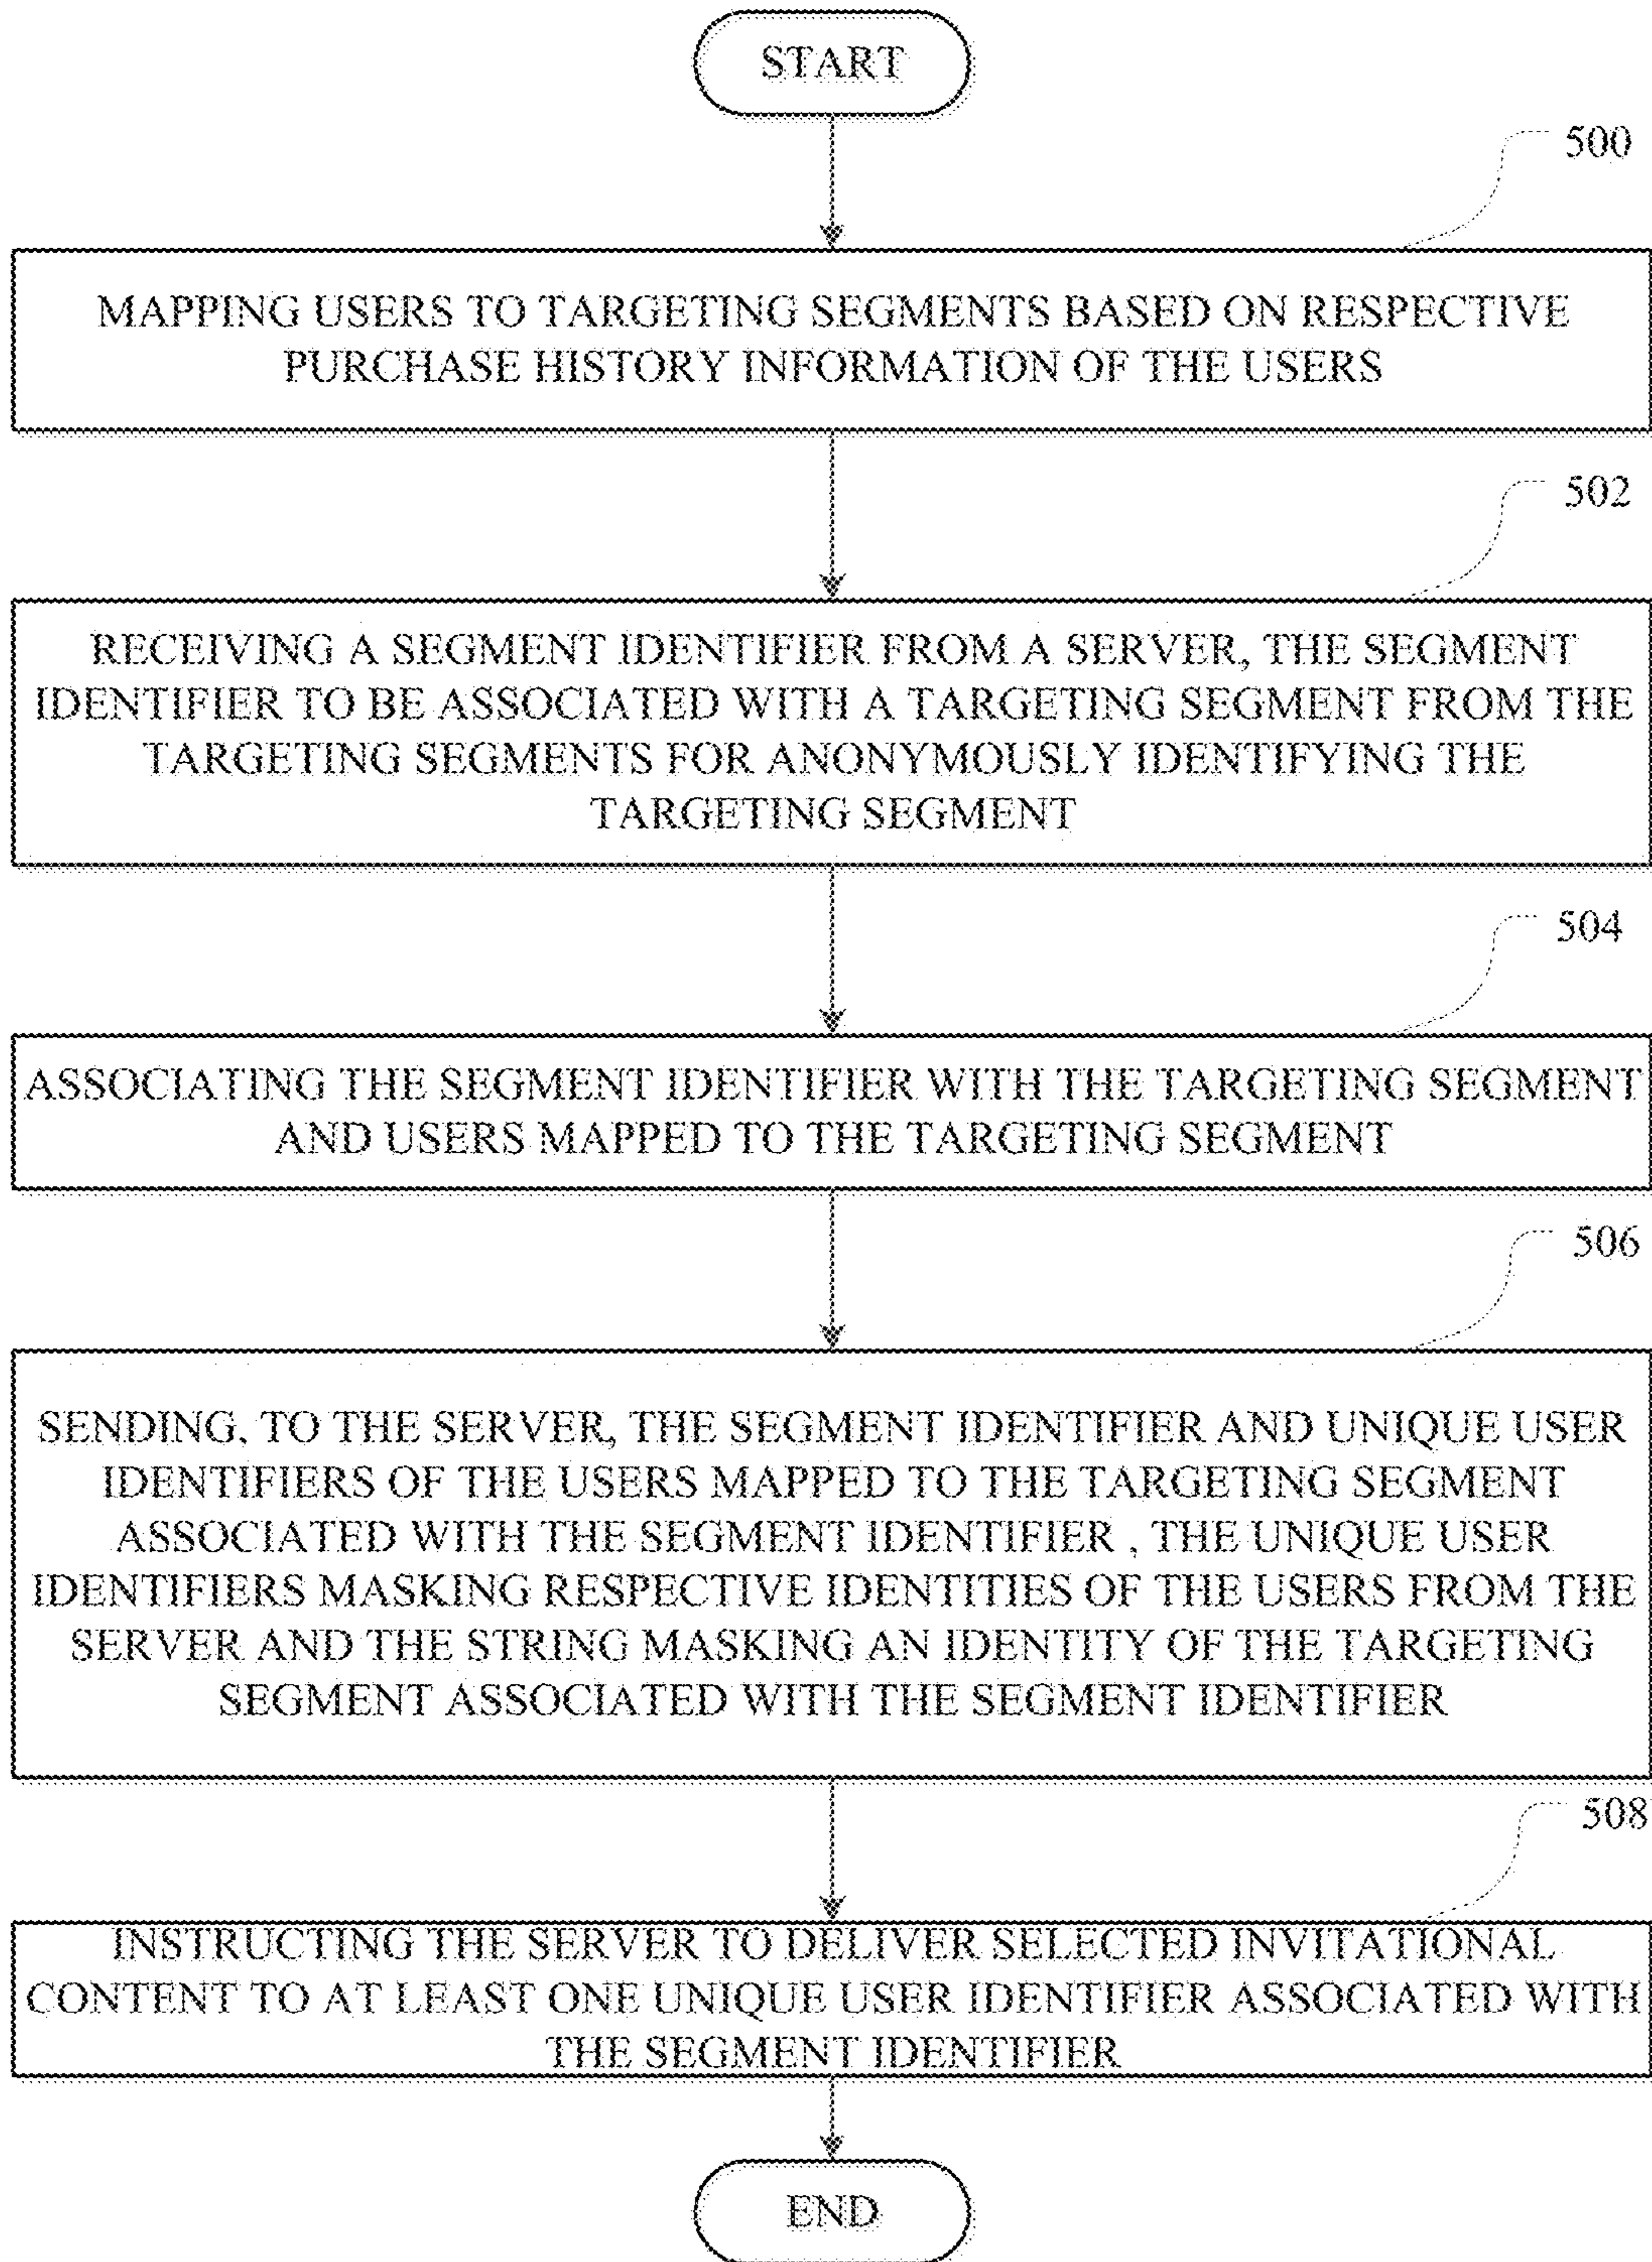 START
500
MAPPING USERS TO TARGETING SEGMENTS BASED ON RESPECTIVE
PURCHASE HISTORY INFORMATION OF THE USERS
502
RECEIVING A SEGMENT IDENTIFIER FROM A SERVER, THE SEGMENT
IDENTIFIER TO BE ASSOCIATED WITH A TARGETING SEGMENT FROM THE
TARGETING SEGMENTS FOR ANONYMOUSLY IDENTIFYING THE
TARGETING SEGMENT
504
ASSOCIATING THE SEGMENT IDENTIFIER WITH THE TARGETING SEGMENT
AND USERS MAPPED TO THE TARGETING SEGMENT
506
SENDING, TO THE SERVER, THE SEGMENT IDENTIFIER AND UNIQUE USER
IDENTIFIERS OF THE USERS MAPPED TO THE TARGETING SEGMENT
ASSOCIATED WITH THE SEGMENT IDENTIFIER , THE UNIQUE USER
IDENTIFIERS MASKING RESPECTIVE IDENTITIES OF THE USERS FROM THE
SERVER AND THE STRING MASKING AN IDENTITY OF THE TARGETING
SEGMENT ASSOCIATED WITH THE SEGMENT IDENTIFIER
508
INSTRUCTING THE SERVER TO DELIVER SELECTED INVITATIONAL
CONTENT TO AT LEAST ONE UNIQUE USER IDENTIFIER ASSOCIATED WITH
THE SEGMENT IDENTIFIER
END